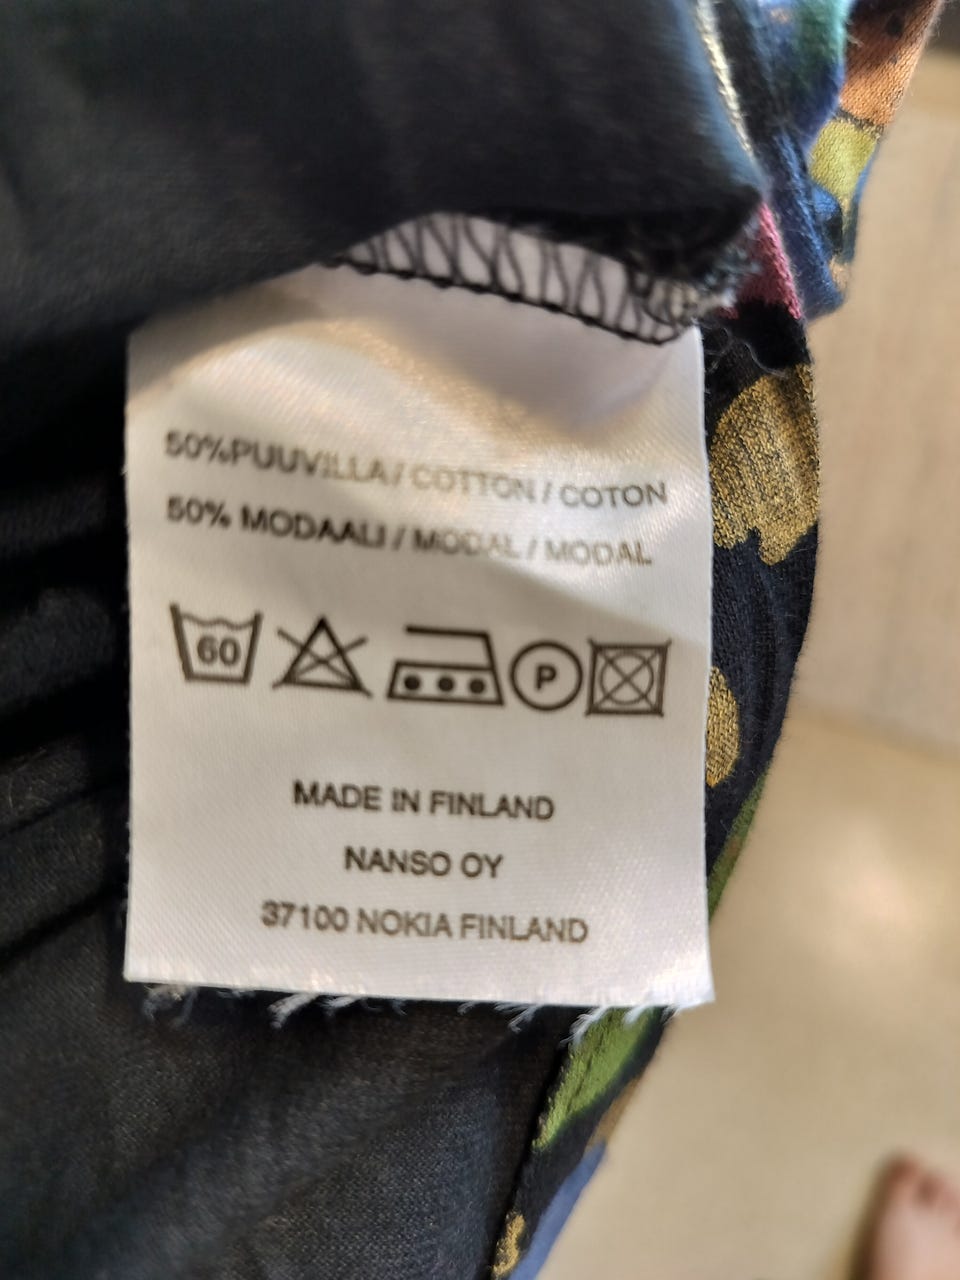 50%PUUVILLA / COTTON / COTON
50% MODAALI / MODAL / MODAL
60 P
MADE IN FINLAND
NANSO OY
37100 NOKIA FINLAND